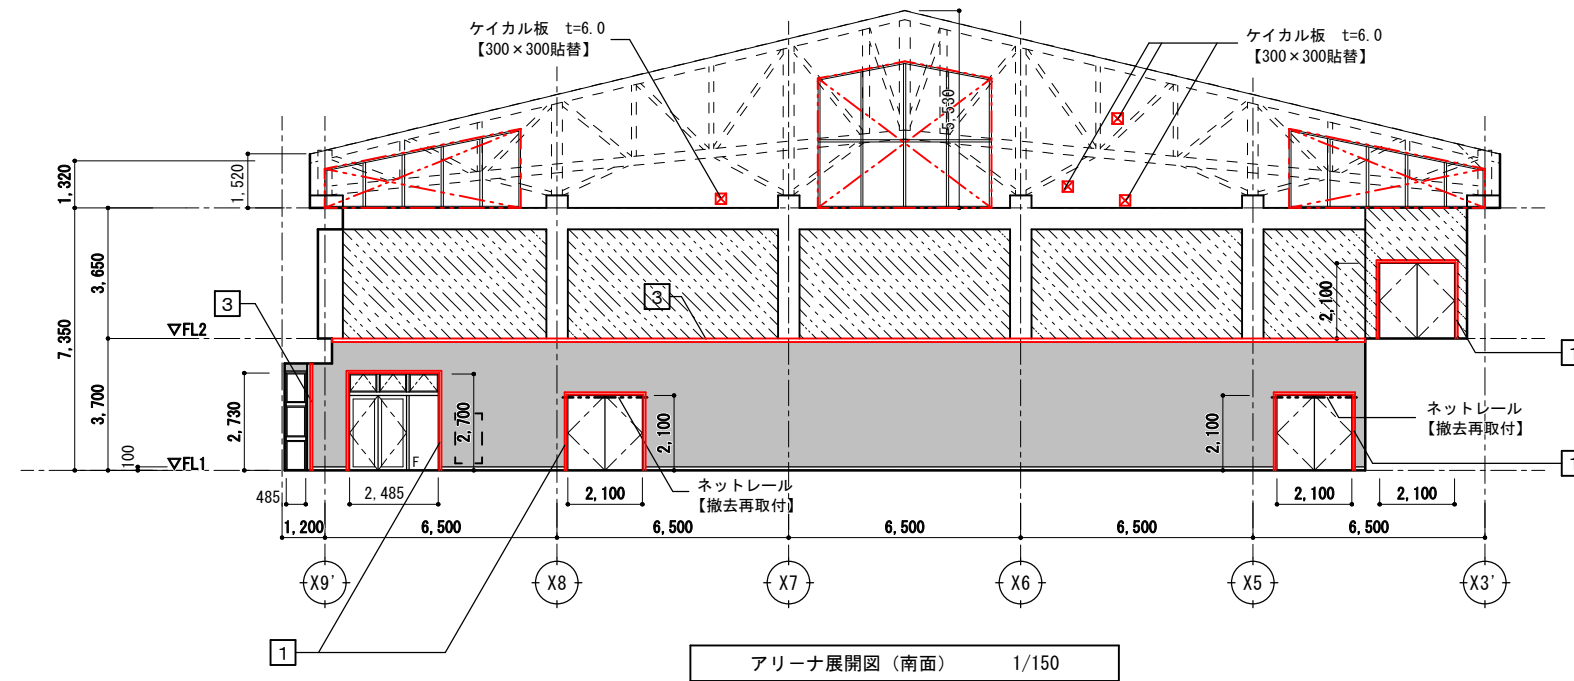 ケイカル板 t=6.0
【300×300貼替】
ケイカル板 t=6.0
【300×300貼替】
5,530
1,320
1,520
3,650
7,350
3,700
2,730
100
▽FL2
▽FL1
3
3
2,100
1
2,700
F
2,100
2,100
ネットレール
【撤去再取付】
1
ネットレール
【撤去再取付】
485
2,485
2,100
2,100
2,100
1,200
6,500
6,500
6,500
6,500
6,500
X9'
X8
X7
X6
X5
X3'
1
アリーナ展開図（南面） 1/150